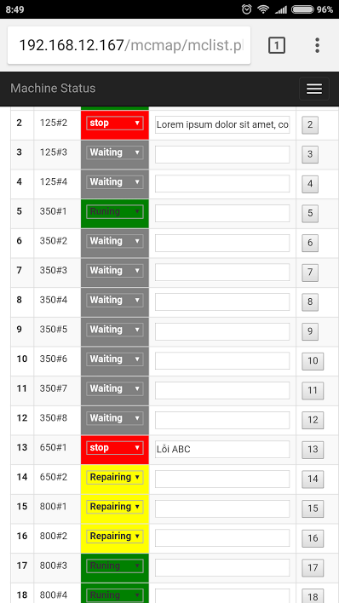 8:49 96%
192.168.12.167/mcmap/mclist.p 1
Machine Status
2 125#2 stop Lorem ipsum dolor sit amet, co 2
3 125#3 Waiting 3
4 125#4 Waiting 4
5 350#1 Runing 5
6 350#2 Waiting 6
7 350#3 Waiting 7
8 350#4 Waiting 8
9 350#5 Waiting 9
10 350#6 Waiting 10
11 350#7 Waiting 11
12 350#8 Waiting 12
13 650#1 stop Lôi ABC 13
14 650#2 Repairing 14
15 800#1 Repairing 15
16 800#2 Repairing 16
17 800#3 Runing 17
18 800#4 Runing 18